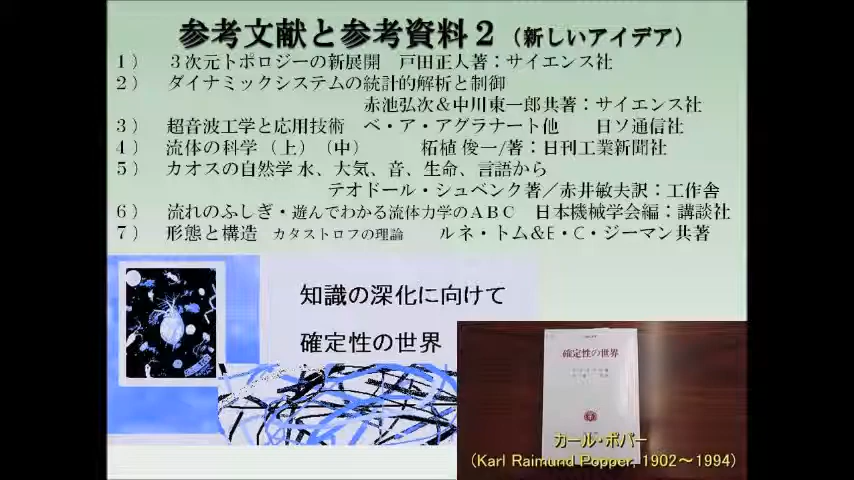 参考文献と参考資料２（新しいアイデア）
１） ３次元トポロジーの新展開 戸田正人著：サイエンス社
２） ダイナミックシステムの統計的解析と制御
赤池弘次＆中川東一郎共著：サイエンス社
３） 超音波工学と応用技術 ベ・ア・アグラナート他 日ソ通信社
４） 流体の科学（上）（中） 柘植 俊一/著：日刊工業新聞社
５） カオスの自然学 水、大気、音、生命、言語から
テオドール・シュベンク著／赤井敏夫訳：工作舎
６） 流れのふしぎ・遊んでわかる流体力学のＡＢＣ 日本機械学会編：講談社
７） 形態と構造 カタストロフの理論 ルネ・トム＆E・C・ジーマン共著
知識の深化に向けて
確定性の世界
確定性の世界
カール・ポパー
(Karl Raimund Popper, 1902～1994)